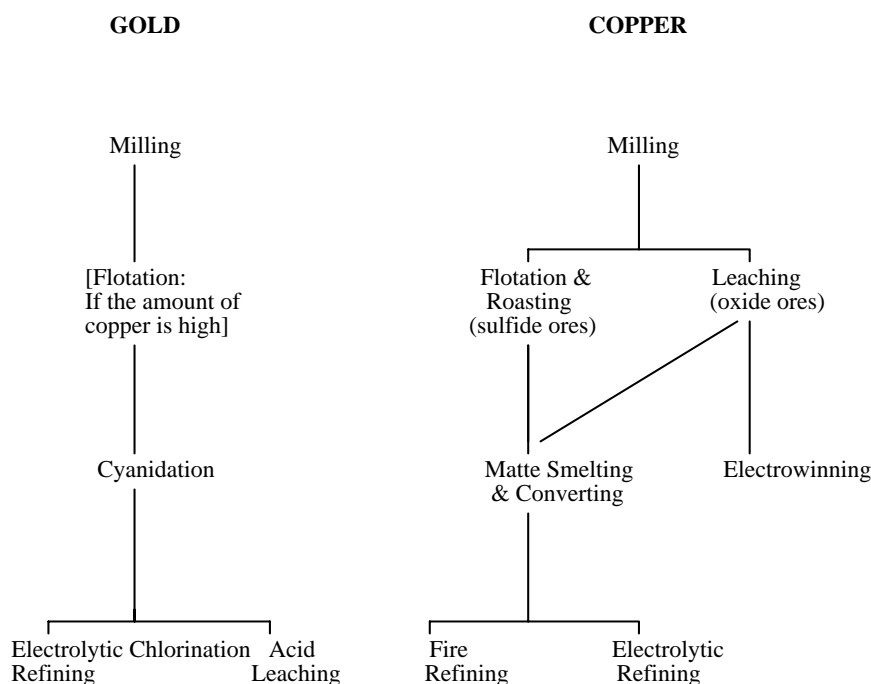 GOLD
Milling
[Flotation:
If the amount of
copper is high]
Cyanidation
Electrolytic Chlorination Acid
Refining Leaching
COPPER
Milling
Flotation &
Roasting
(sulfide ores)
Leaching
(oxide ores)
Matte Smelting
& Converting
Electrowinning
Fire
Refining
Electrolytic
Refining